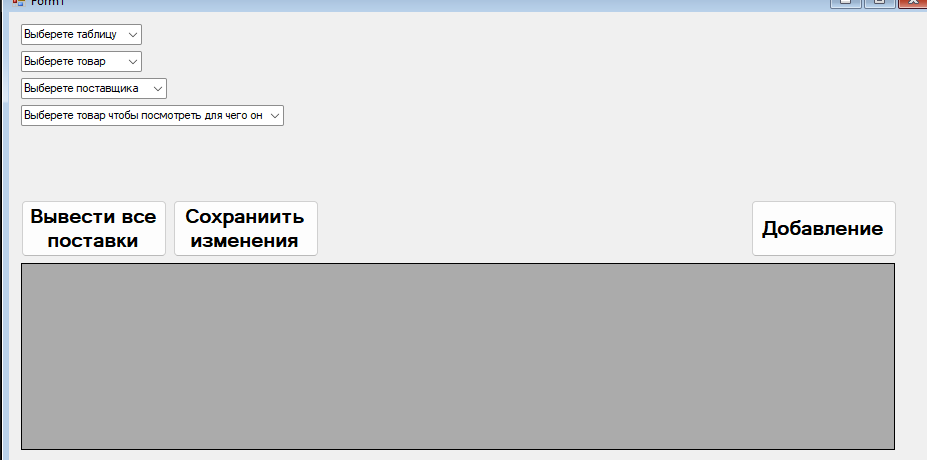 Form1
Выберете таблицу
Выберете товар
Выберете поставщика
Выберете товар чтобы посмотреть для чего он
Вывести все
поставки
Сохраниить
изменения
Добавление